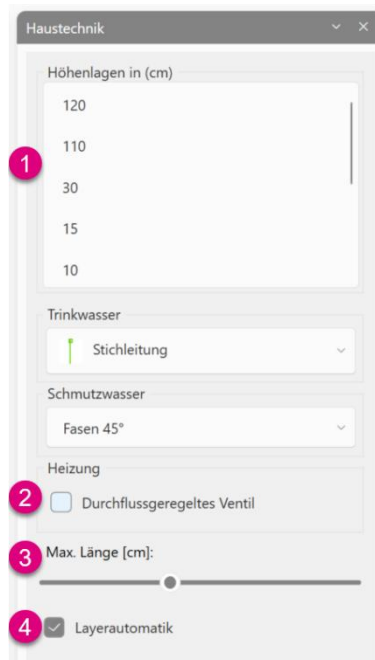 Haustechnik
Höhenlagen in (cm)
120
110
1
30
15
10
Trinkwasser
Stichleitung
Schmutzwasser
Fasen 45°
Heizung
2 Durchflussgeregeltes Ventil
3 Max. Länge [cm]:
4 Layerautomatik